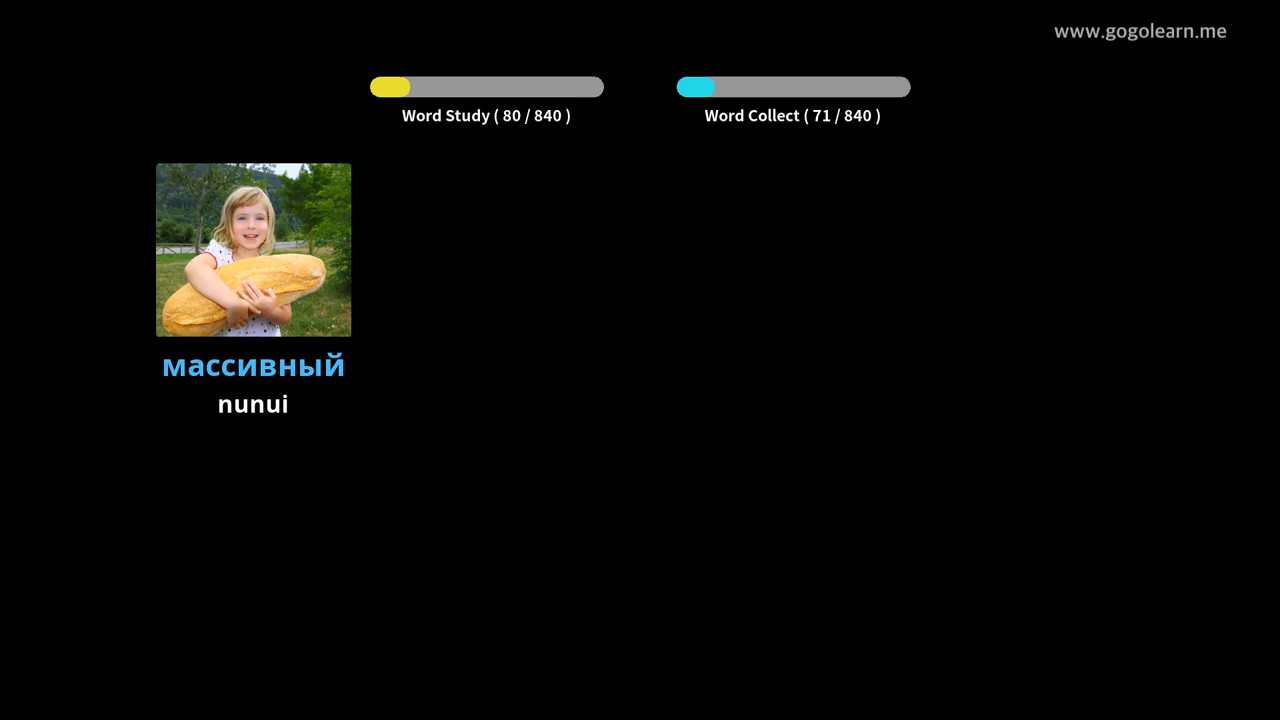 www.gogolearn.me
Word Study ( 80 / 840 )
Word Collect ( 71 / 840 )
массивный
nunui